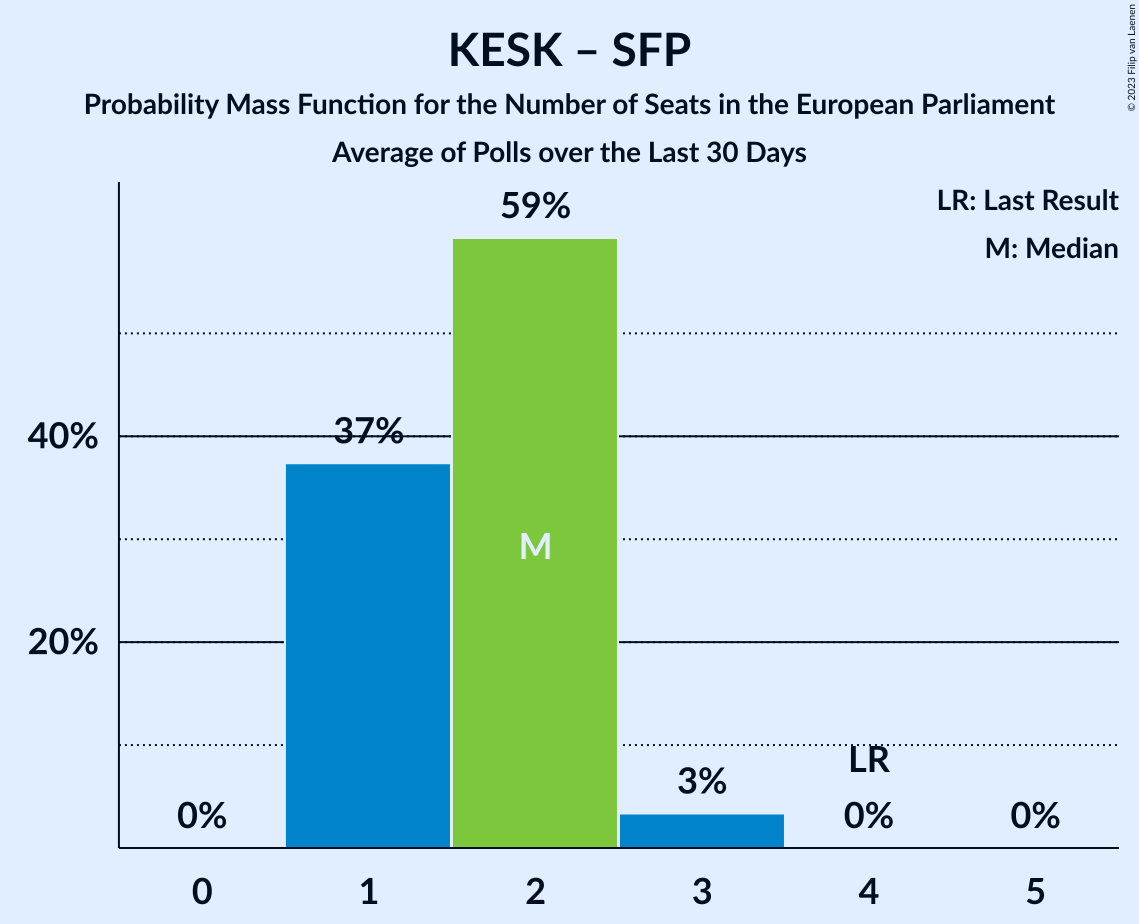 KESK – SFP
Probability Mass Function for the Number of Seats in the European Parliament
Average of Polls over the Last 30 Days
© 2023 Filip van Laenen
LR: Last Result
M: Median
59%
40%
37%
M
20%
LR
3%
0%
0%
0%
0 1 2 3 4 5